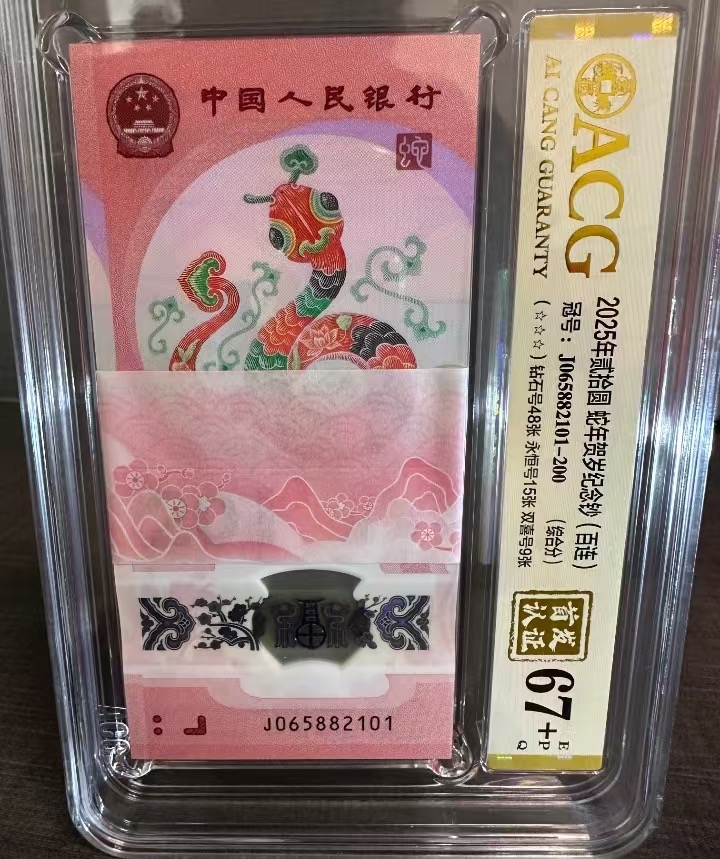 中国人民银行
J065882101
ACG
AI CANG GUARANTY
2025年贰拾圆 蛇年贺岁纪念钞（百连）
冠号：J065882101-200 （综合分）
（☆☆☆）钻石号48张 永恒号15张 双喜号9张
首发认证
67+
E
P
Q